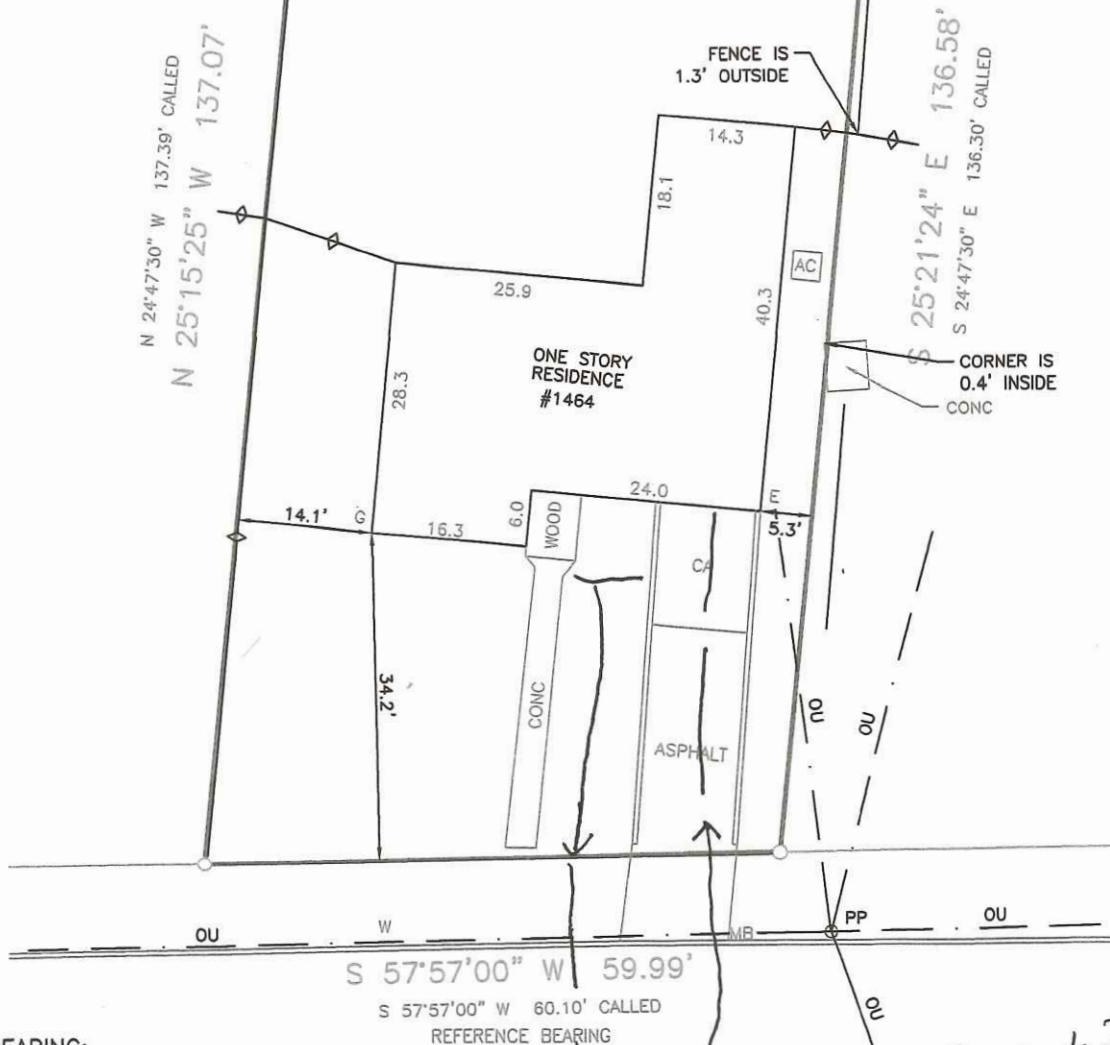 N 24°47'30" W 137.39' CALLED
N 25°15'25" W 137.07'
FENCE IS
1.3' OUTSIDE
S 25°21'24" E 136.58'
S 24°47'30" E 136.30' CALLED
14.3
18.1
AC
25.9
40.3
ONE STORY
RESIDENCE
#1464
28.3
CORNER IS
0.4' INSIDE
CONC
24.0
E
5.3'
14.1'
G
16.3
6.0
WOOD
CA
34.2'
CONC
ASPHALT
OU
OU
OU
W
MB
PP
OU
S 57°57'00" W 59.99'
S 57°57'00" W 60.10' CALLED
REFERENCE BEARING
OU
EARING: